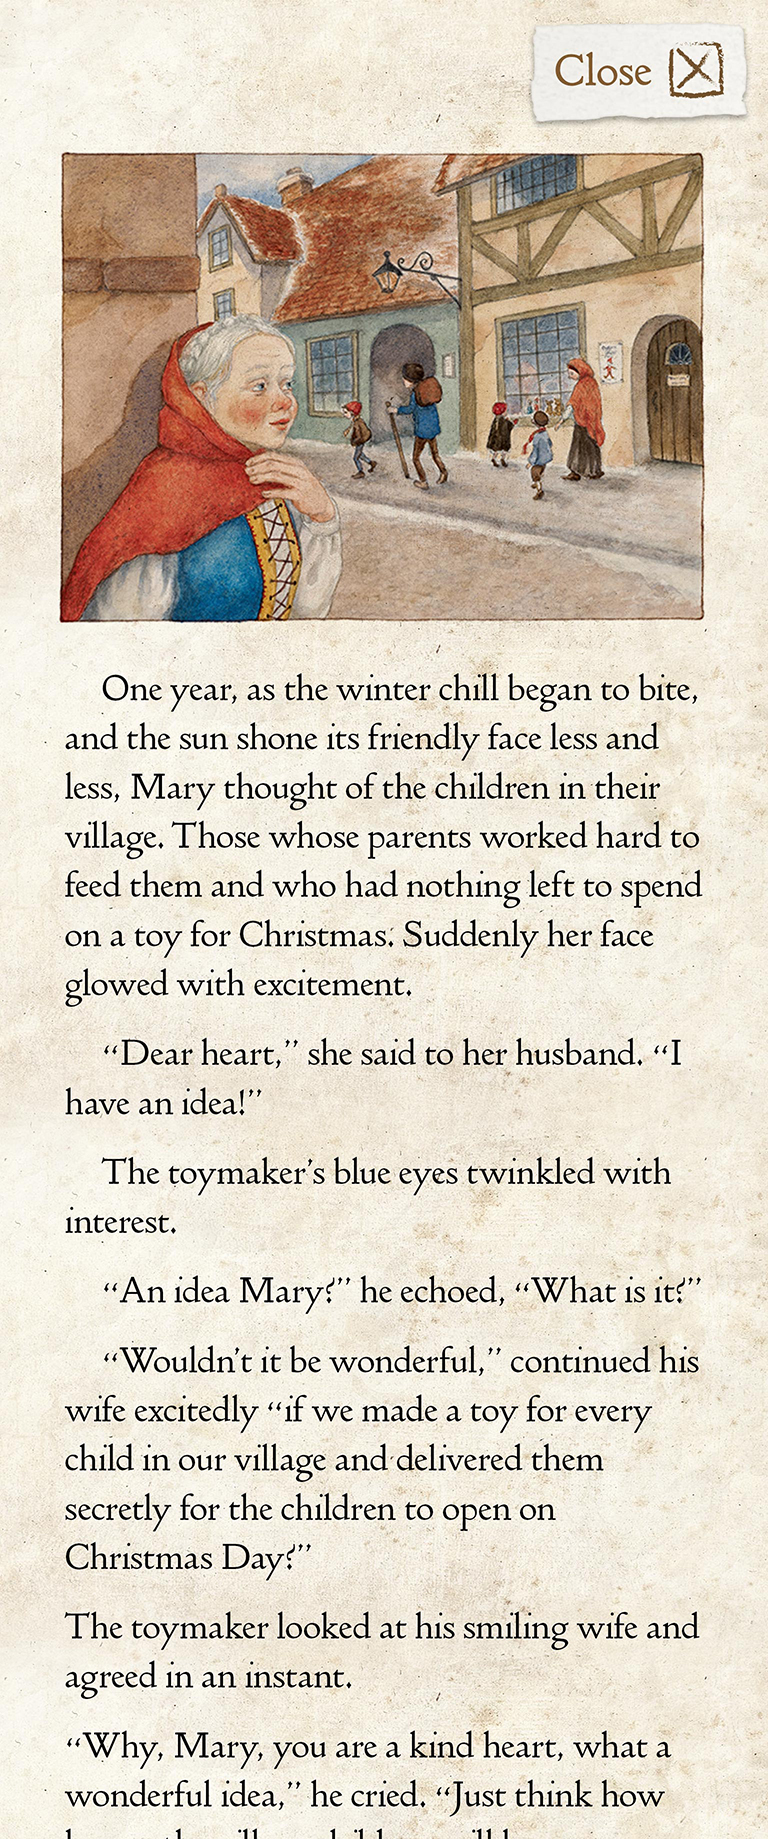 Close
One year, as the winter chill began to bite,
and the sun shone its friendly face less and
less, Mary thought of the children in their
village. Those whose parents worked hard to
feed them and who had nothing left to spend
on a toy for Christmas. Suddenly her face
glowed with excitement.
“Dear heart,” she said to her husband. “I
have an idea!”
The toymaker’s blue eyes twinkled with
interest.
“An idea Mary?” he echoed, “What is it?”
“Wouldn’t it be wonderful,” continued his
wife excitedly “if we made a toy for every
child in our village and delivered them
secretly for the children to open on
Christmas Day?”
The toymaker looked at his smiling wife and
agreed in an instant.
“Why, Mary, you are a kind heart, what a
wonderful idea,” he cried. “Just think how